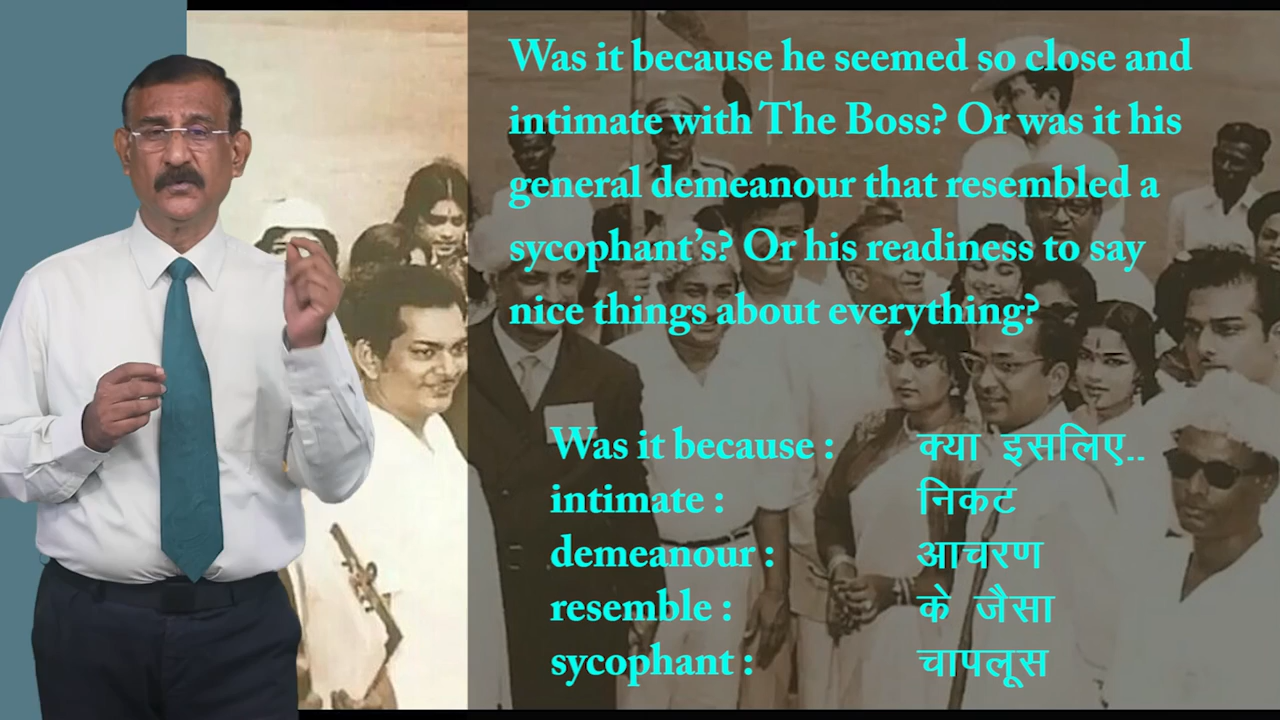 Was it because he seemed so close and
intimate with The Boss? Or was it his
general demeanour that resembled a
sycophant’s? Or his readiness to say
nice things about everything?
Was it because : क्या इसलिए..
intimate : निकट
demeanour : आचरण
resemble : के जैसा
sycophant : चापलूस